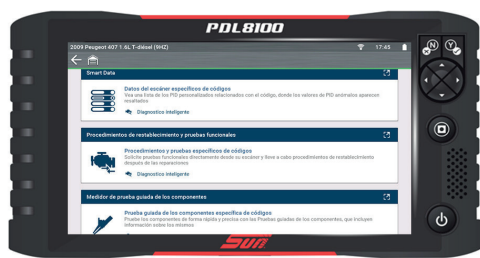 PDL8100
2009 Peugeot 407 1.6L T-diésel (9HZ) 17:45
Smart Data
Datos del escáner específicos de códigos
Vea una lista de los PID personalizados relacionados con el código, donde los valores de PID anómalos aparecen
resaltados
Diagnostico inteligente
Procedimientos de restablecimiento y pruebas funcionales
Procedimientos y pruebas específicos de códigos
Solicite pruebas funcionales directamente desde su escáner y lleve a cabo procedimientos de restablecimiento
después de las reparaciones
Diagnostico inteligente
Medidor de prueba guiada de los componentes
Prueba guiada de los componentes específica de códigos
Pruebe los componentes de forma rápida y precisa con las Pruebas guiadas de los componentes, que incluyen
información sobre los mismos
N
Y
Sun